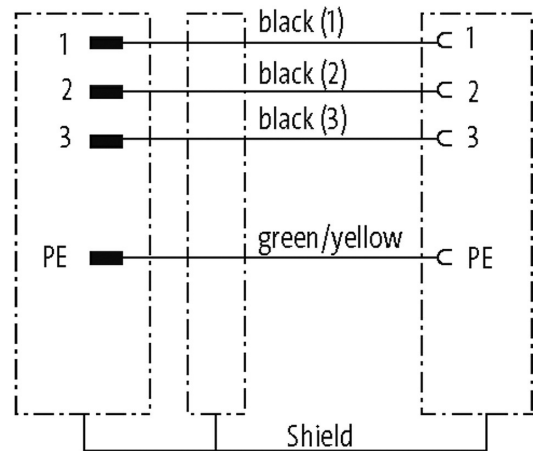 1 black (1) 1
2 black (2) 2
3 black (3) 3
PE green/yellow PE
Shield